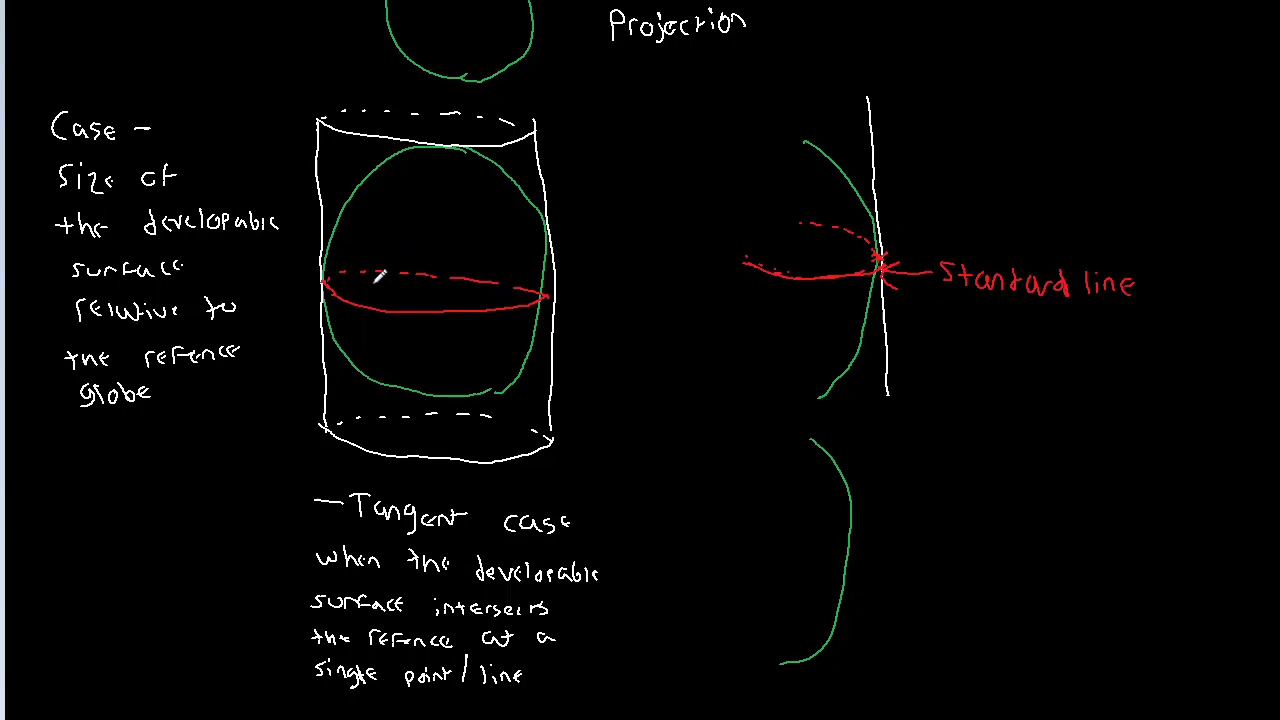 Projection
Case -
Size of
the developable
surface
relative to
the refence
globe
Standard line
- Tangent case
when the developable
surface intersects
the refence at a
single point/line